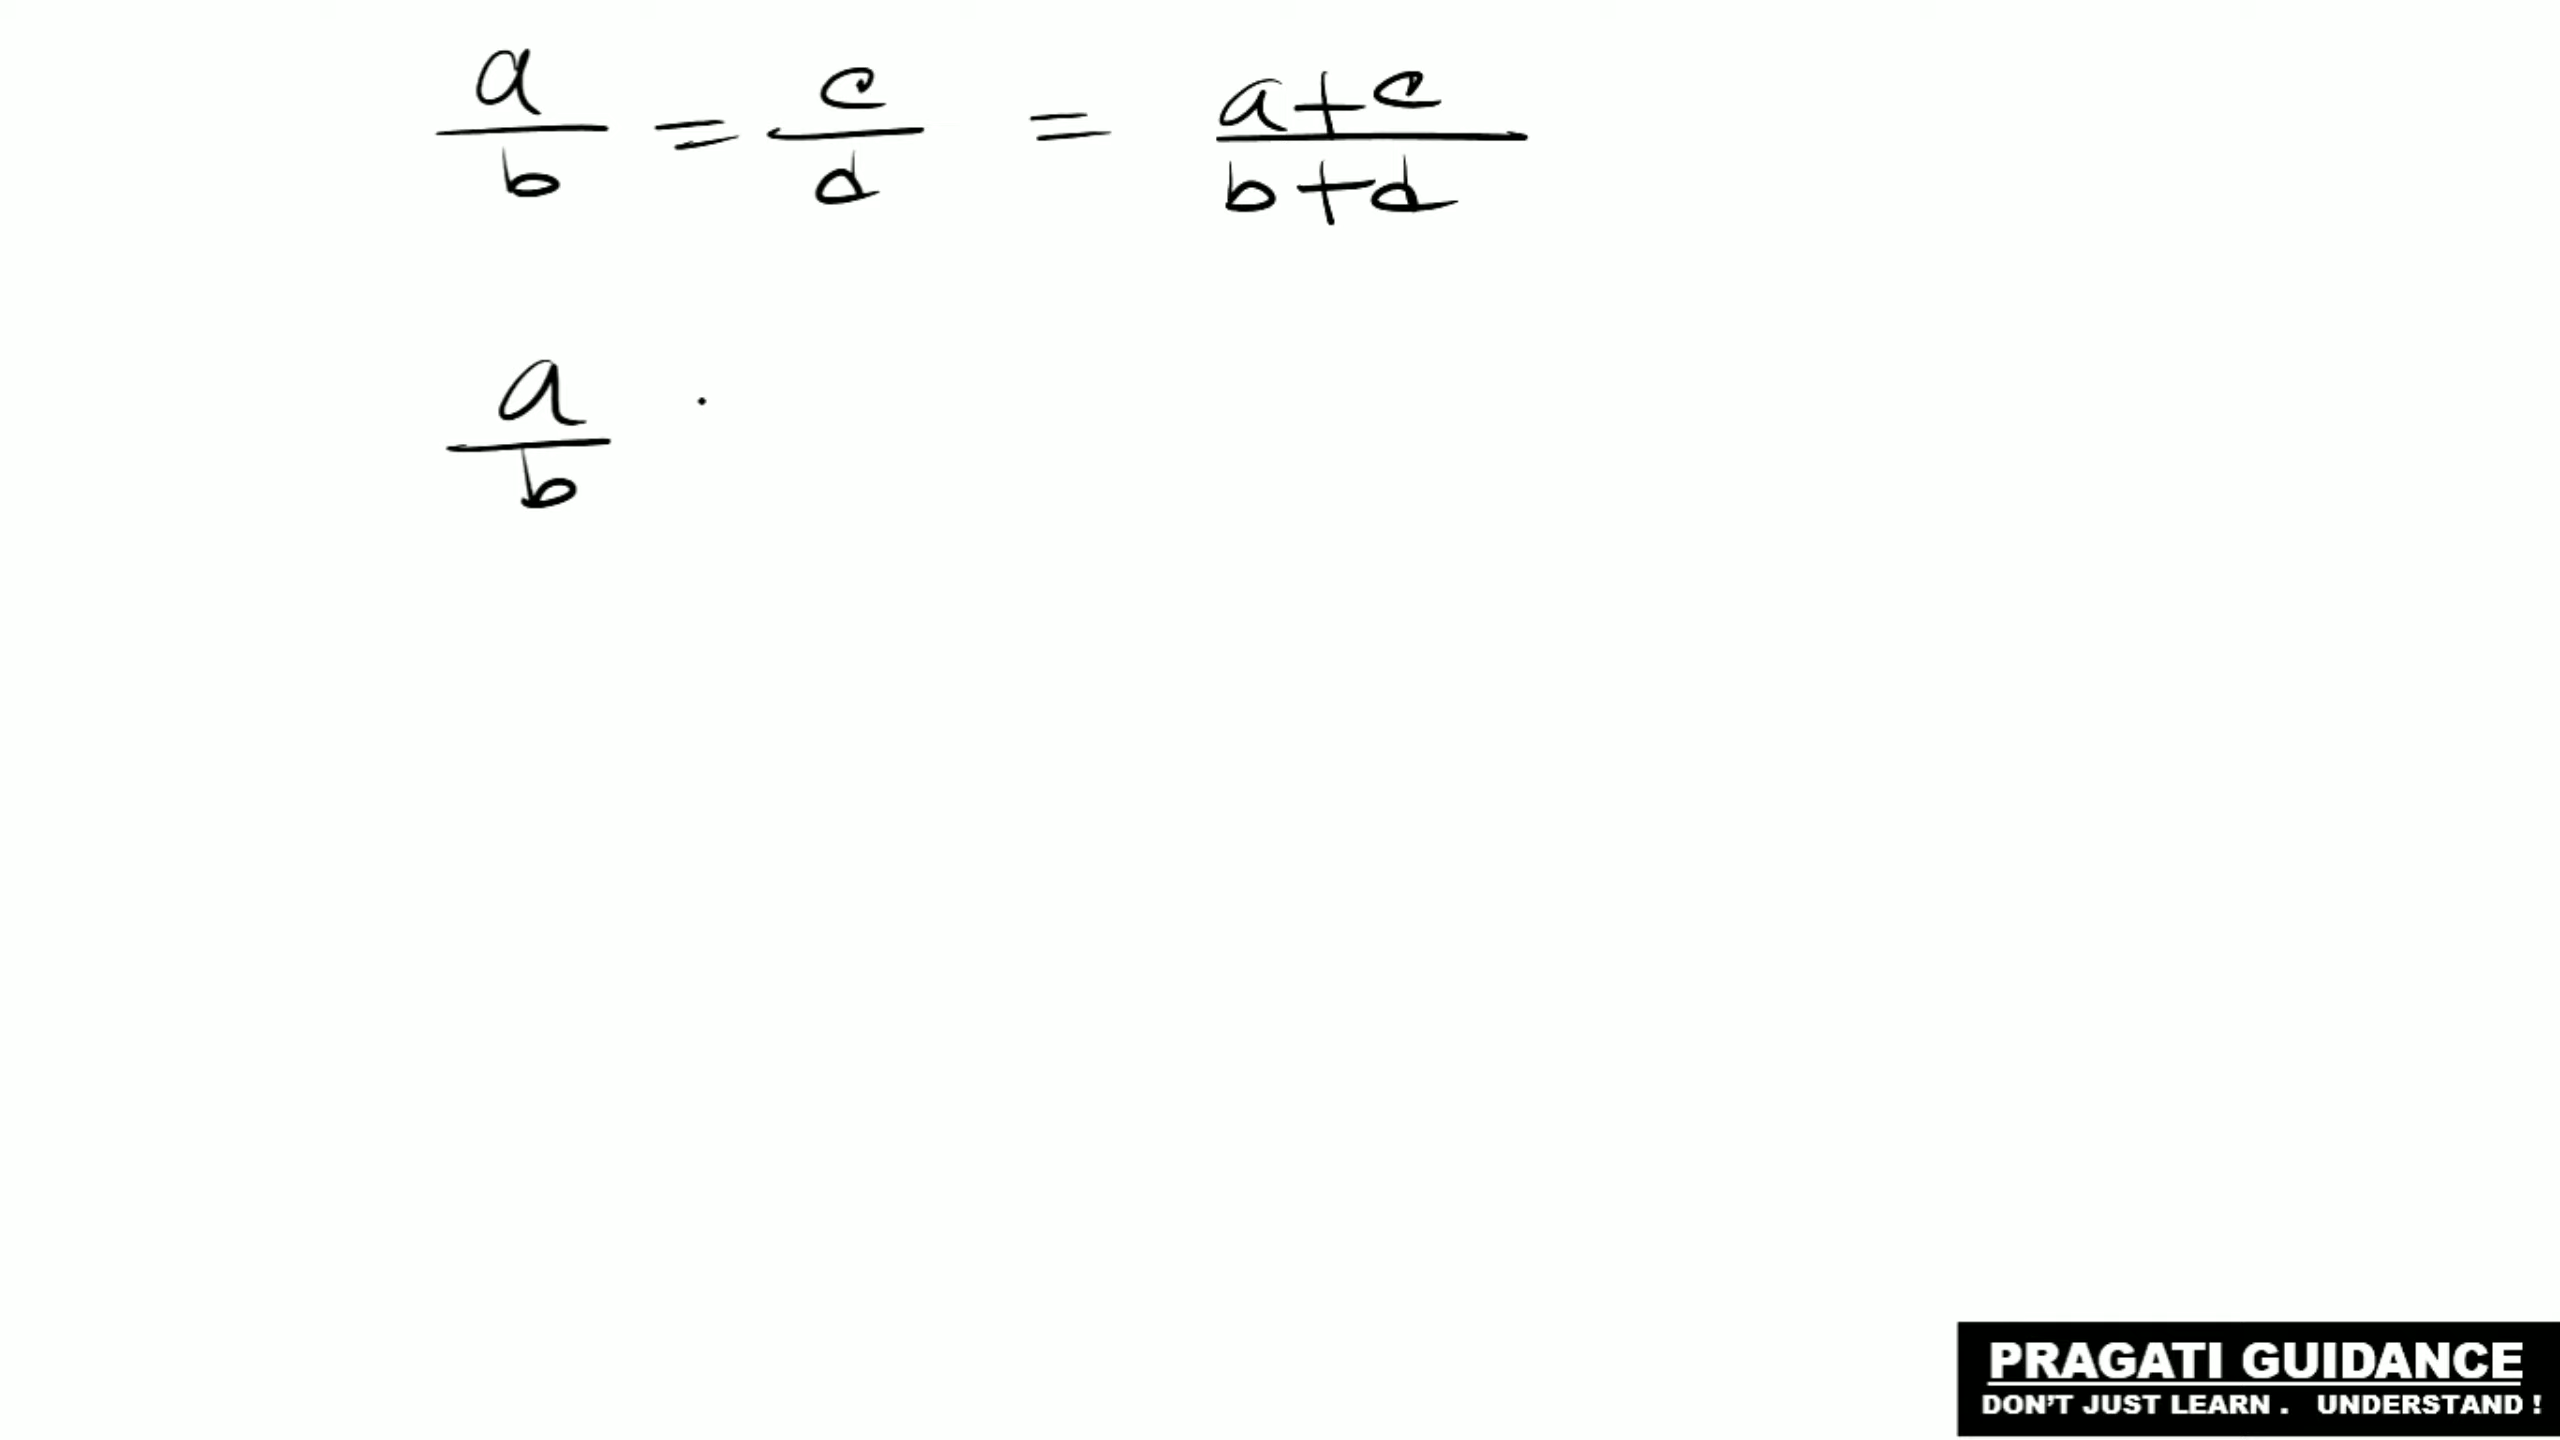 a/b = c/d = a+c/b+d
a/b .
PRAGATI GUIDANCE
DON'T JUST LEARN . UNDERSTAND !